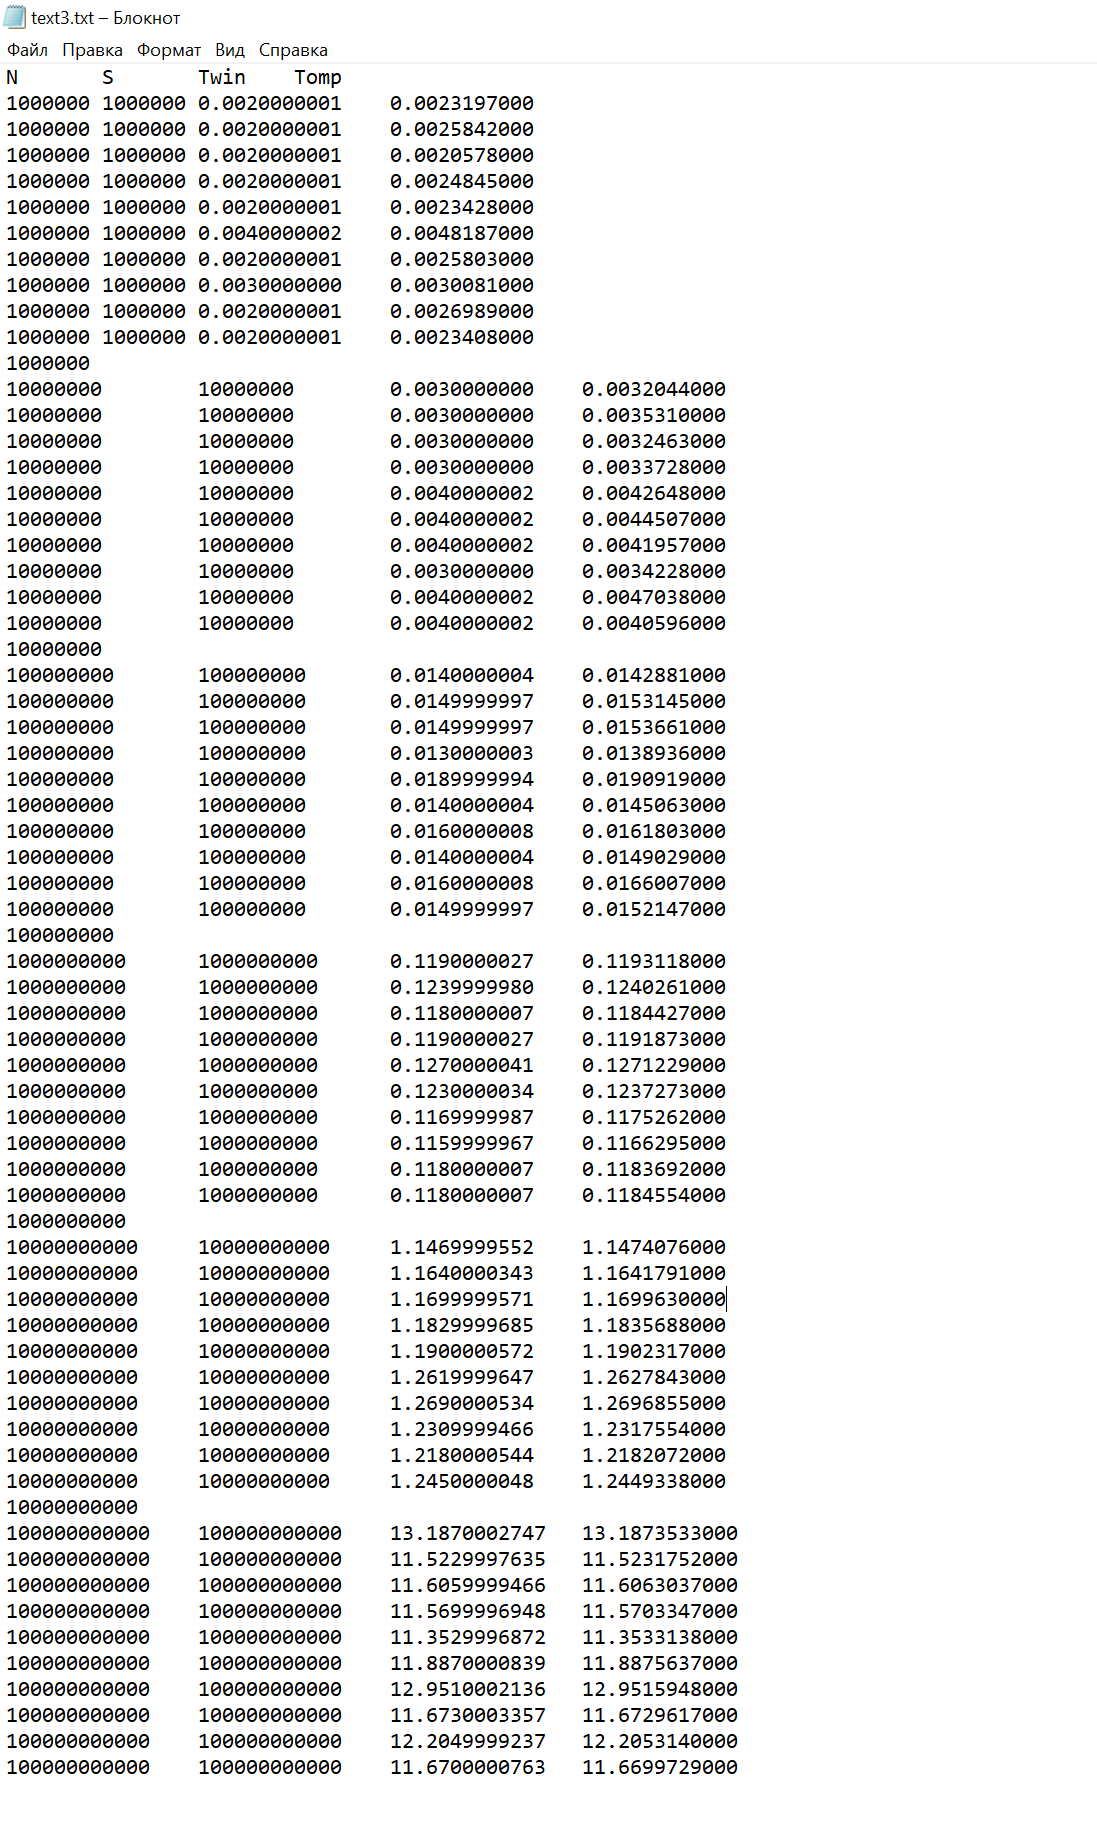 text3.txt – Блокнот
Файл Правка Формат Вид Справка
N S Twin Tomp
1000000 1000000 0.0020000001 0.0023197000
1000000 1000000 0.0020000001 0.0025842000
1000000 1000000 0.0020000001 0.0020578000
1000000 1000000 0.0020000001 0.0024845000
1000000 1000000 0.0020000001 0.0023428000
1000000 1000000 0.0040000002 0.0048187000
1000000 1000000 0.0020000001 0.0025803000
1000000 1000000 0.0030000000 0.0030081000
1000000 1000000 0.0020000001 0.0026989000
1000000 1000000 0.0020000001 0.0023408000
1000000
10000000 10000000 0.0030000000 0.0032044000
10000000 10000000 0.0030000000 0.0035310000
10000000 10000000 0.0030000000 0.0032463000
10000000 10000000 0.0030000000 0.0033728000
10000000 10000000 0.0040000002 0.0042648000
10000000 10000000 0.0040000002 0.0044507000
10000000 10000000 0.0040000002 0.0041957000
10000000 10000000 0.0030000000 0.0034228000
10000000 10000000 0.0040000002 0.0047038000
10000000 10000000 0.0040000002 0.0040596000
10000000
100000000 100000000 0.0140000004 0.0142881000
100000000 100000000 0.0149999997 0.0153145000
100000000 100000000 0.0149999997 0.0153661000
100000000 100000000 0.0130000003 0.0138936000
100000000 100000000 0.0189999994 0.0190919000
100000000 100000000 0.0140000004 0.0145063000
100000000 100000000 0.0160000008 0.0161803000
100000000 100000000 0.0140000004 0.0149029000
100000000 100000000 0.0160000008 0.0166007000
100000000 100000000 0.0149999997 0.0152147000
100000000
1000000000 1000000000 0.1190000027 0.1193118000
1000000000 1000000000 0.1239999980 0.1240261000
1000000000 1000000000 0.1180000007 0.1184427000
1000000000 1000000000 0.1190000027 0.1191873000
1000000000 1000000000 0.1270000041 0.1271229000
1000000000 1000000000 0.1230000034 0.1237273000
1000000000 1000000000 0.1169999987 0.1175262000
1000000000 1000000000 0.1159999967 0.1166295000
1000000000 1000000000 0.1180000007 0.1183692000
1000000000 1000000000 0.1180000007 0.1184554000
1000000000
10000000000 10000000000 1.1469999552 1.1474076000
10000000000 10000000000 1.1640000343 1.1641791000
10000000000 10000000000 1.1699999571 1.1699630000
10000000000 10000000000 1.1829999685 1.1835688000
10000000000 10000000000 1.1900000572 1.1902317000
10000000000 10000000000 1.2619999647 1.2627843000
10000000000 10000000000 1.2690000534 1.2696855000
10000000000 10000000000 1.2309999466 1.2317554000
10000000000 10000000000 1.2180000544 1.2182072000
10000000000 10000000000 1.2450000048 1.2449338000
10000000000
100000000000 100000000000 13.1870002747 13.1873533000
100000000000 100000000000 11.5229997635 11.5231752000
100000000000 100000000000 11.6059999466 11.6063037000
100000000000 100000000000 11.5699996948 11.5703347000
100000000000 100000000000 11.3529996872 11.3533138000
100000000000 100000000000 11.8870000839 11.8875637000
100000000000 100000000000 12.9510002136 12.9515948000
100000000000 100000000000 11.6730003357 11.6729617000
100000000000 100000000000 12.2049999237 12.2053140000
100000000000 100000000000 11.6700000763 11.6699729000